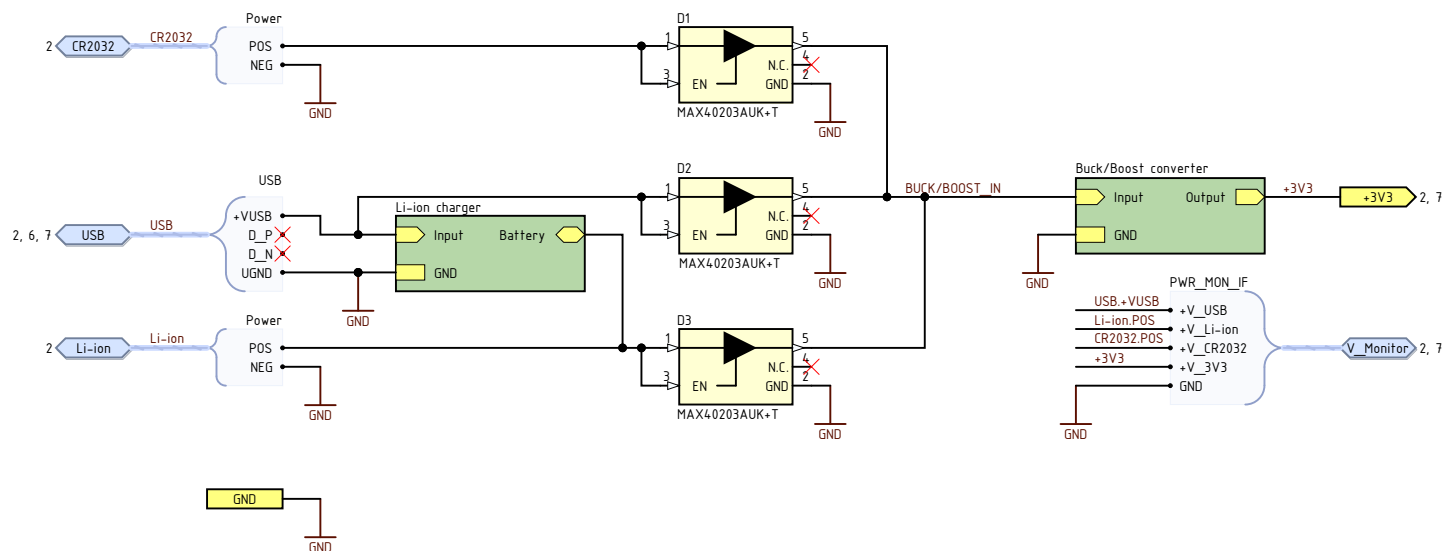 Power
2 CR2032 CR2032
POS
NEG
GND
D1
1 5
4
N.C.
3 2
EN GND
MAX40203AUK+T
GND
USB
2, 6, 7 USB USB
+VUSB
D_P
D_N
UGND
GND
Li-ion charger
Input Battery
GND
D2
1 5
4
N.C.
3 2
EN GND
MAX40203AUK+T
GND
BUCK/BOOST_IN
Buck/Boost converter
Input Output
GND
GND
+3V3
+3V3 2, 7
Power
2 Li-ion Li-ion
POS
NEG
GND
D3
1 5
4
N.C.
3 2
EN GND
MAX40203AUK+T
GND
PWR_MON_IF
USB.+VUSB +V_USB
Li-ion.POS +V_Li-ion
CR2032.POS +V_CR2032
+3V3 +V_3V3
GND
GND
V_Monitor 2, 7
GND
GND